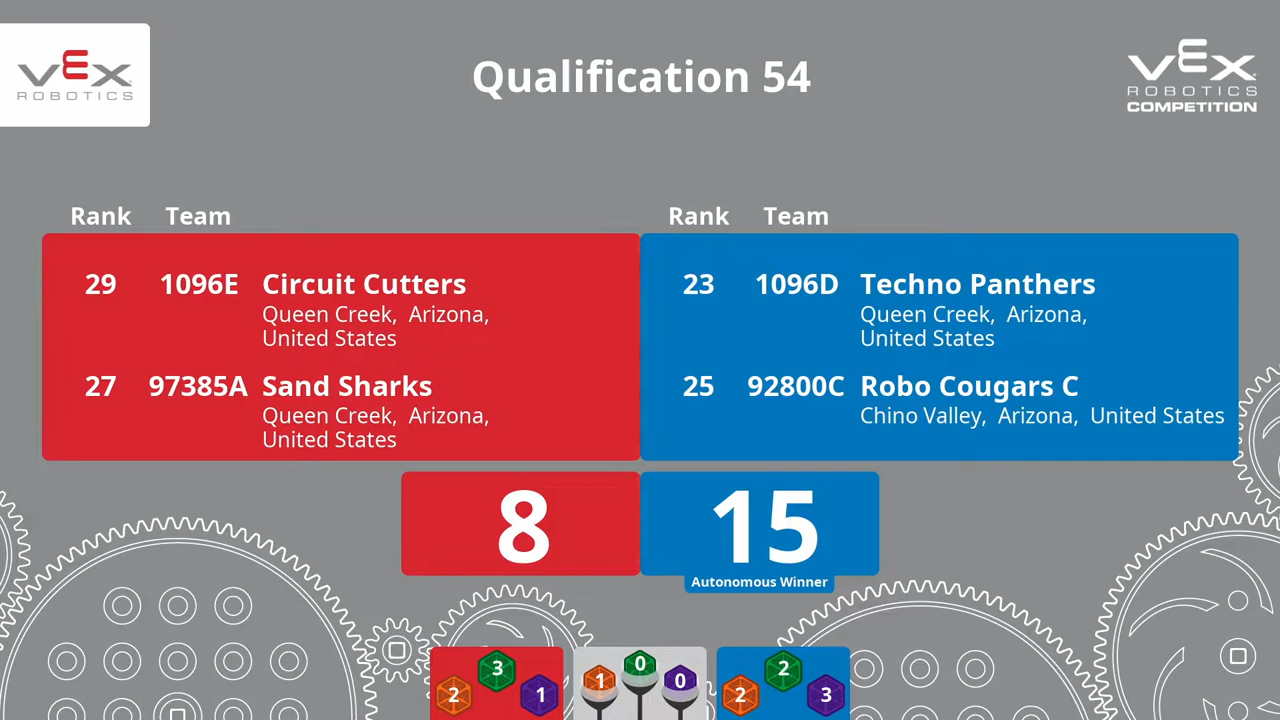 VEX
ROBOTICS
Qualification 54
VEX
ROBOTICS
COMPETITION
Rank Team
29 1096E Circuit Cutters
Queen Creek, Arizona,
United States
27 97385A Sand Sharks
Queen Creek, Arizona,
United States
Rank Team
23 1096D Techno Panthers
Queen Creek, Arizona,
United States
25 92800C Robo Cougars C
Chino Valley, Arizona, United States
8 15
Autonomous Winner
2 3 1
1 0 0
2 2 3